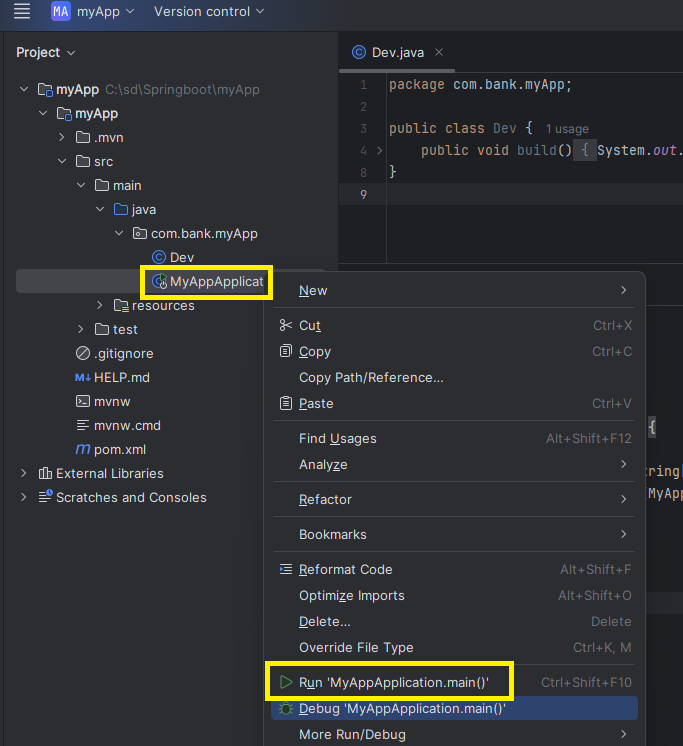 MA myApp Version control
Project
Dev.java
myApp C:\sd\Springboot\myApp
myApp
.mvn
src
main
java
com.bank.myApp
Dev
MyAppApplicat
resources
test
.gitignore
M↓ HELP.md
mvnw
mvnw.cmd
m pom.xml
External Libraries
Scratches and Consoles
1 package com.bank.myApp;
2
3 public class Dev { 1 usage
4 public void build() { System.out.
8 }
9
{
tring[
MyApp
New
Cut Ctrl+X
Copy Ctrl+C
Copy Path/Reference...
Paste Ctrl+V
Find Usages Alt+Shift+F12
Analyze
Refactor
Bookmarks
Reformat Code Alt+Shift+F
Optimize Imports Alt+Shift+O
Delete... Delete
Override File Type Ctrl+K, M
Run 'MyAppApplication.main()' Ctrl+Shift+F10
Debug 'MyAppApplication.main()'
More Run/Debug